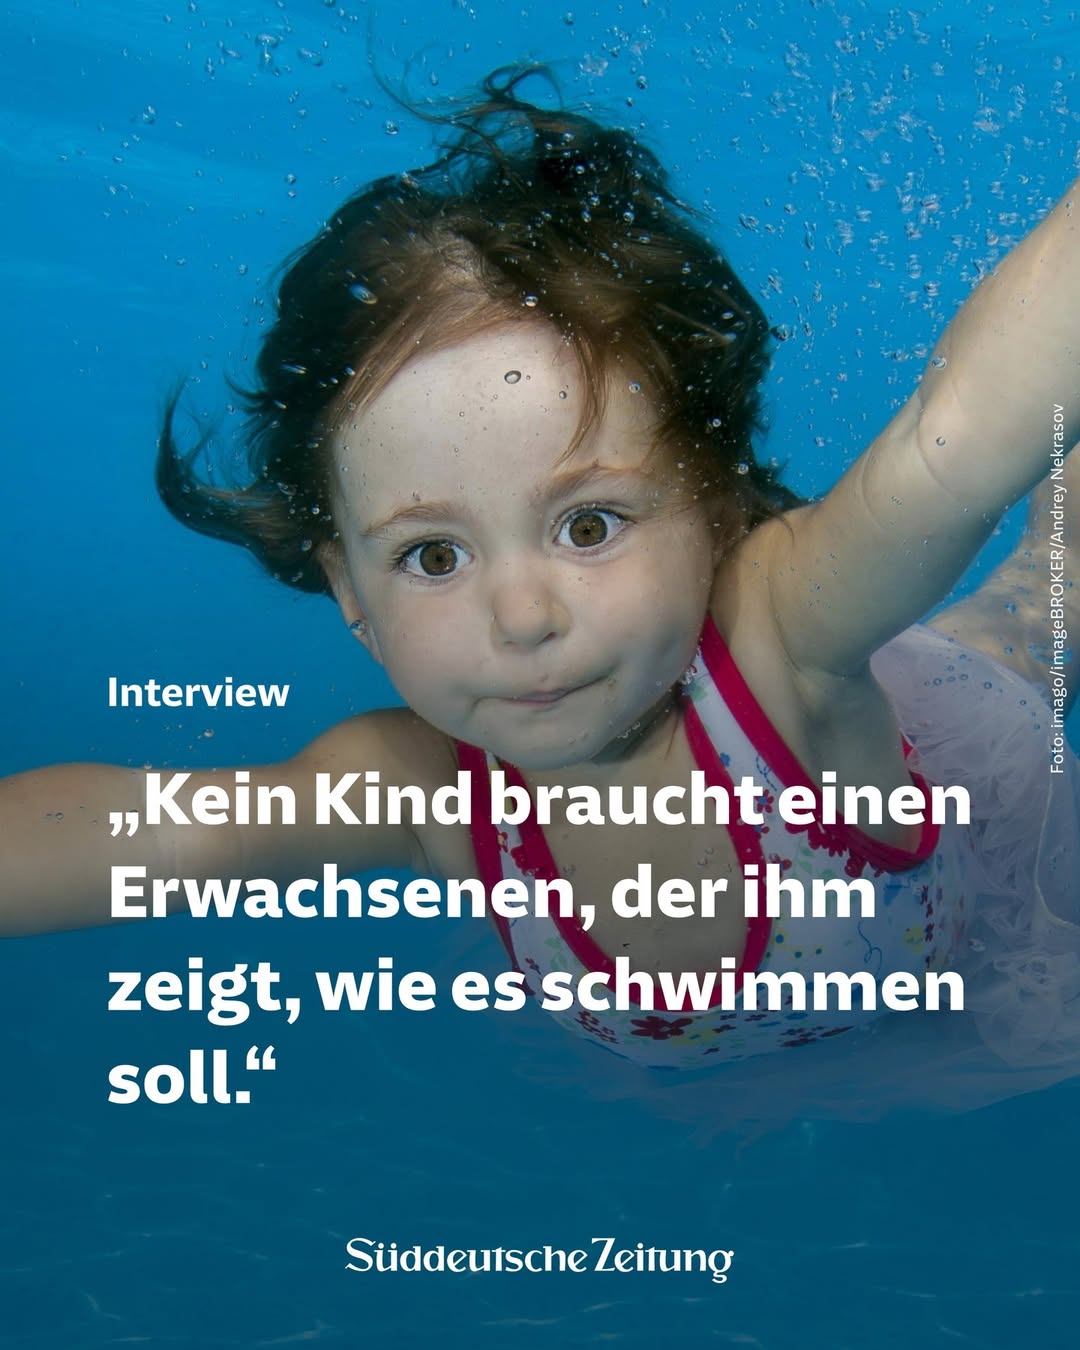 Interview
„Kein Kind braucht einen
Erwachsenen, der ihm
zeigt, wie es schwimmen
soll.“
Foto: imago/imageBROKER/Andrey Nekrasov
Süddeutsche Zeitung